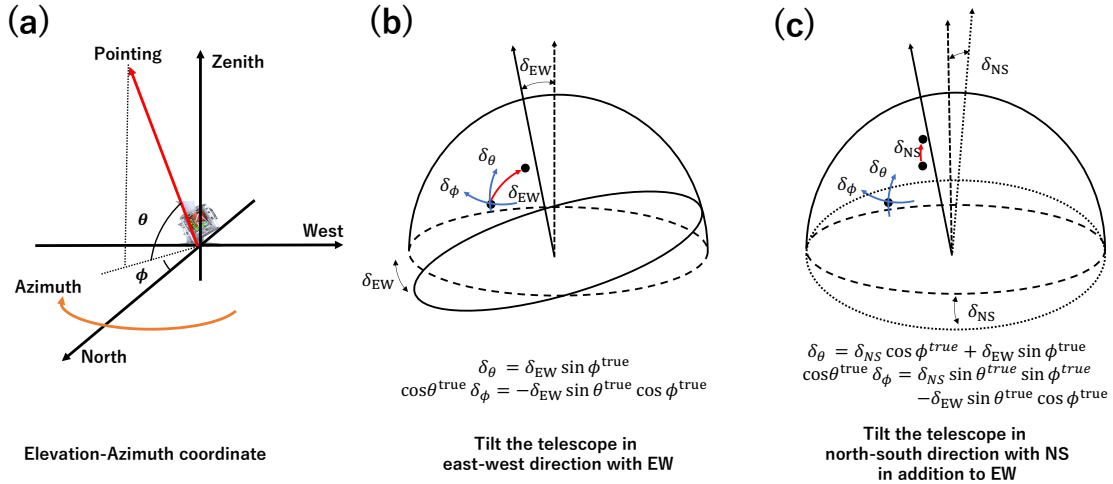 (a)
Pointing
Zenith
θ
West
ϕ
Azimuth
North
Elevation-Azimuth coordinate
(b)
δ_EW
δ_θ
δ_ϕ
δ_EW
δ_EW
δ_θ = δ_EW sin ϕ^true
cosθ^true δ_ϕ = −δ_EW sin θ^true cos ϕ^true
Tilt the telescope in
east-west direction with EW
(c)
δ_NS
δ_NS
δ_θ
δ_ϕ
δ_NS
δ_θ = δ_NS cos ϕ^true + δ_EW sin ϕ^true
cosθ^true δ_ϕ = δ_NS sin θ^true sin ϕ^true
−δ_EW sin θ^true cos ϕ^true
Tilt the telescope in
north-south direction with NS
in addition to EW